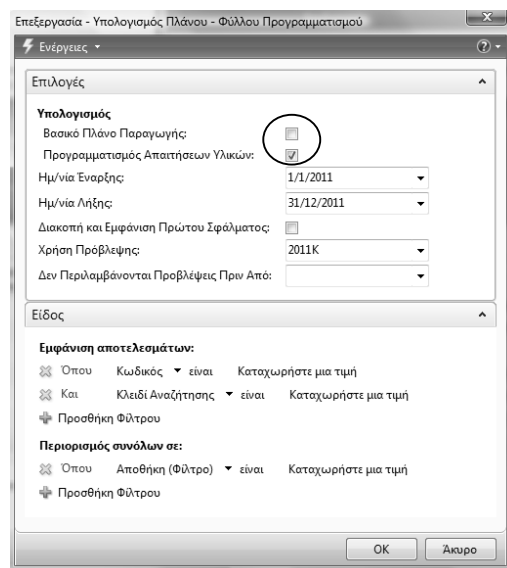 Επεξεργασία - Υπολογισμός Πλάνου - Φύλλου Προγραμματισμού
Ενέργειες
Επιλογές
Υπολογισμός
Βασικό Πλάνο Παραγωγής:
Προγραμματισμός Απαιτήσεων Υλικών:
Ημ/νία Έναρξης: 1/1/2011
Ημ/νία Λήξης: 31/12/2011
Διακοπή και Εμφάνιση Πρώτου Σφάλματος:
Χρήση Πρόβλεψης: 2011Κ
Δεν Περιλαμβάνονται Προβλέψεις Πριν Από:
Είδος
Εμφάνιση αποτελεσμάτων:
Όπου Κωδικός είναι Καταχωρήστε μια τιμή
Και Κλειδί Αναζήτησης είναι Καταχωρήστε μια τιμή
Προσθήκη Φίλτρου
Περιορισμός συνόλων σε:
Όπου Αποθήκη (Φίλτρο) είναι Καταχωρήστε μια τιμή
Προσθήκη Φίλτρου
OK Άκυρο